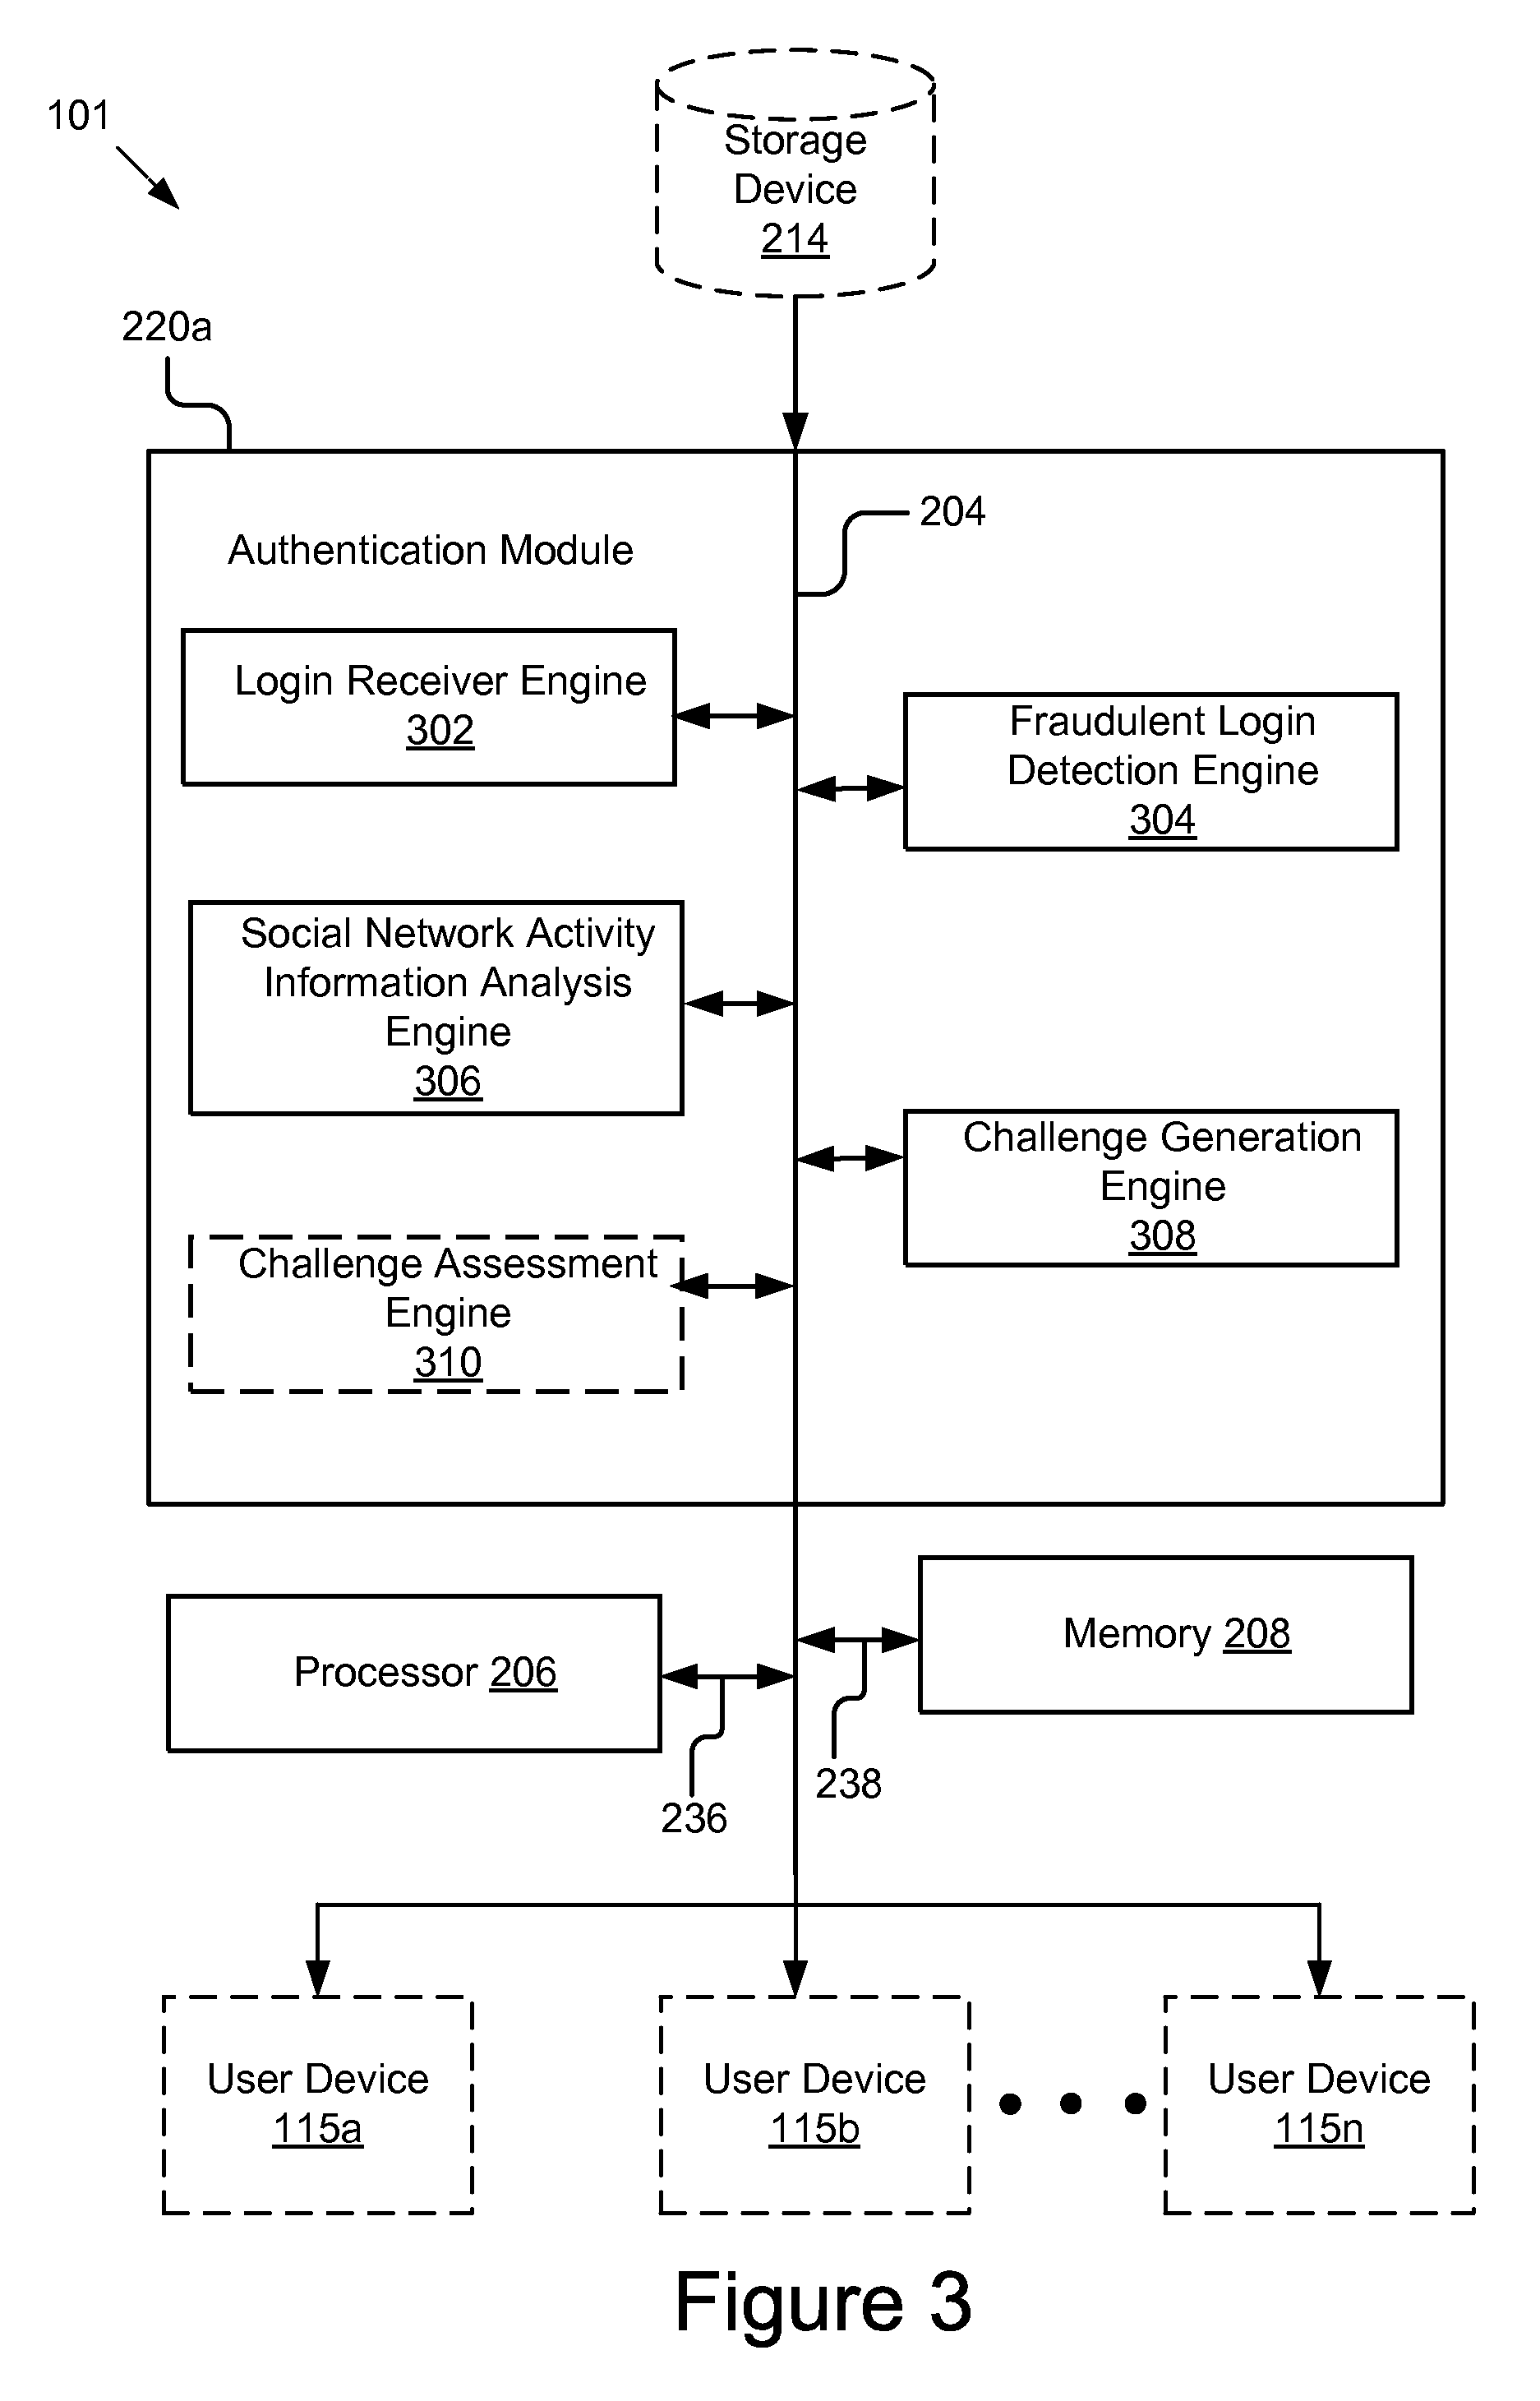 101
Storage
Device
214
220a
204
Authentication Module
Login Receiver Engine
302
Fraudulent Login
Detection Engine
304
Social Network Activity
Information Analysis
Engine
306
Challenge Generation
Engine
308
Challenge Assessment
Engine
310
Memory 208
Processor 206
238
236
User Device
115a
User Device
115b
User Device
115n
Figure 3